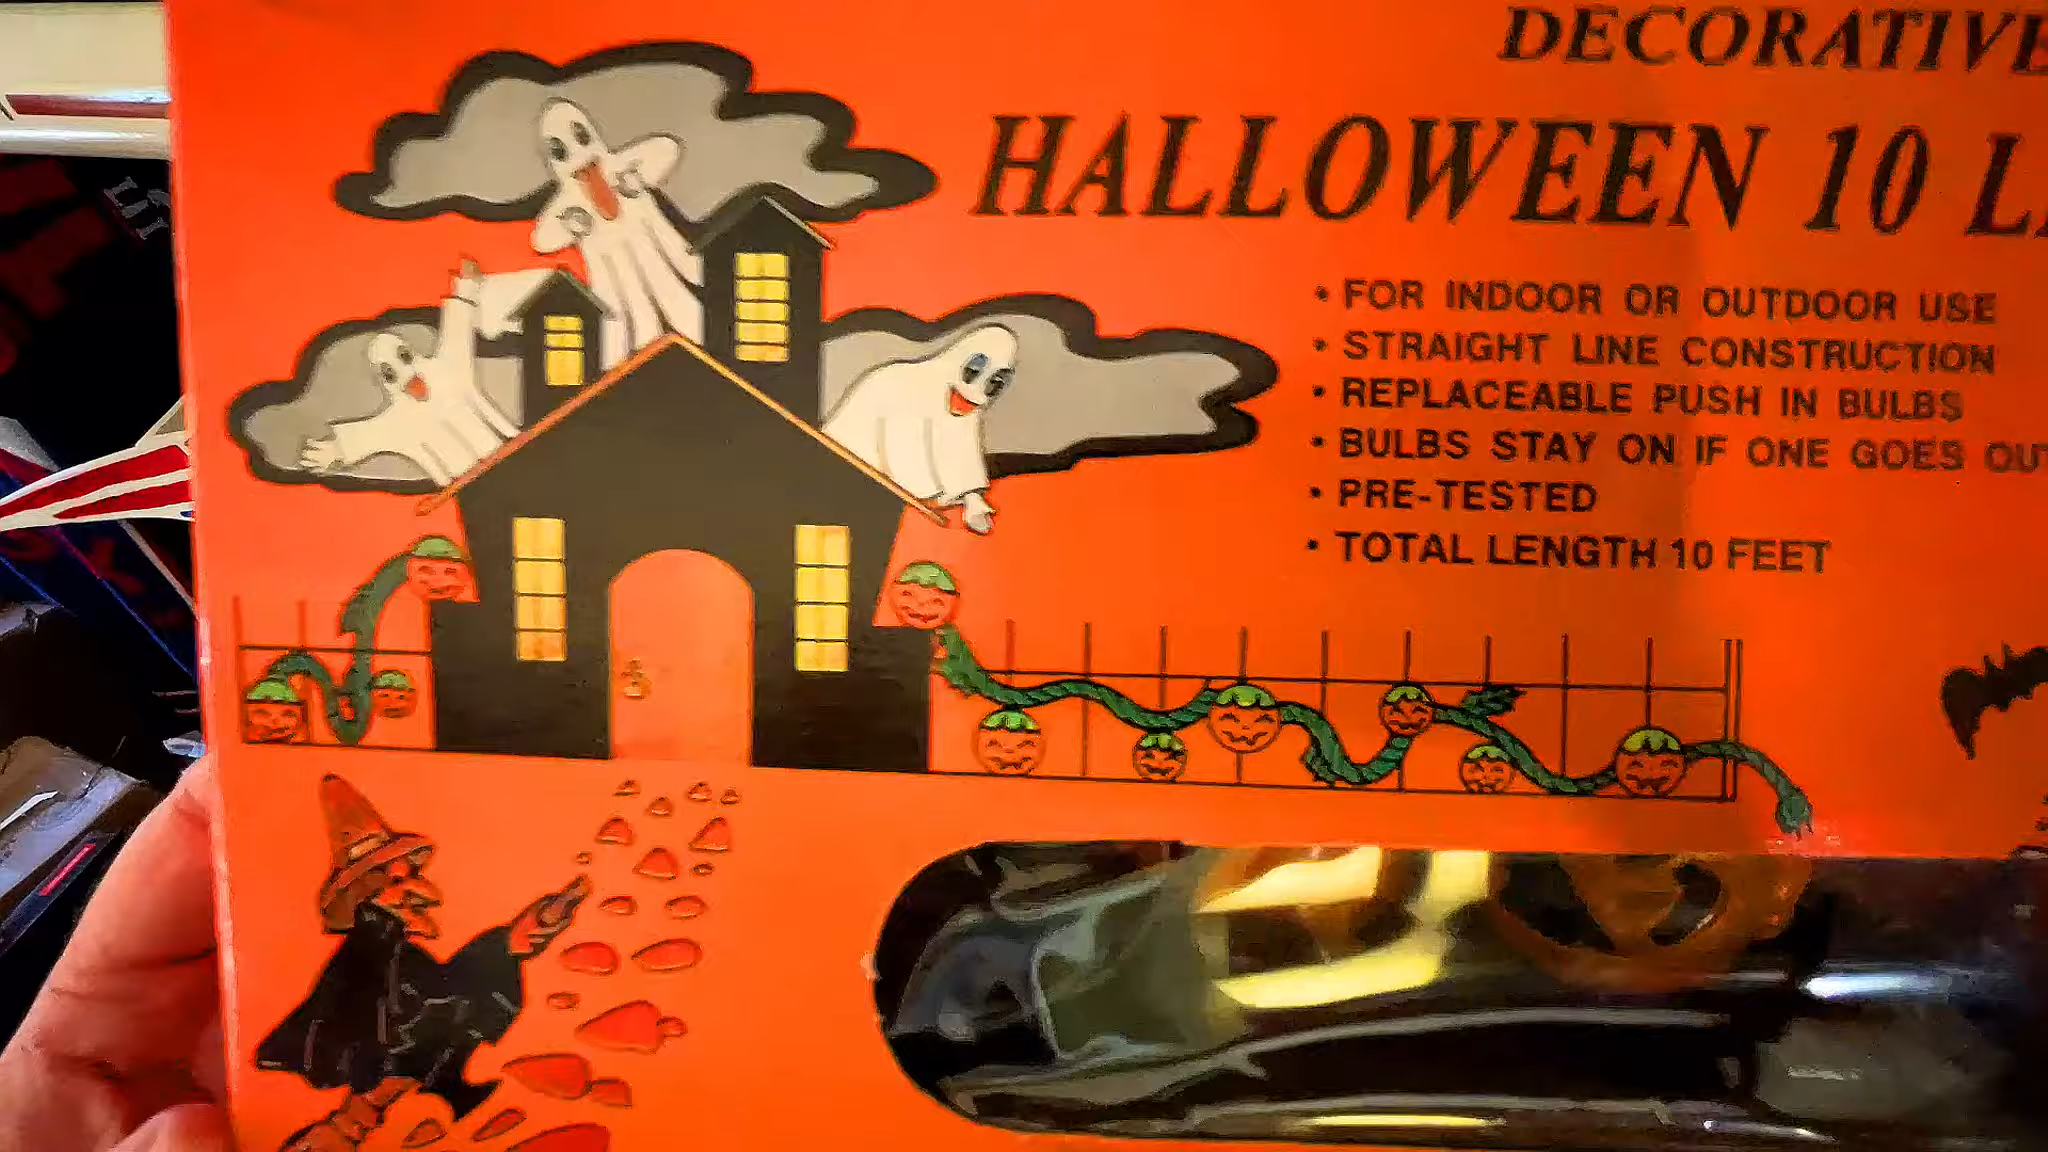 DECORATIVE
HALLOWEEN 10 L
• FOR INDOOR OR OUTDOOR USE
• STRAIGHT LINE CONSTRUCTION
• REPLACEABLE PUSH IN BULBS
• BULBS STAY ON IF ONE GOES OUT
• PRE-TESTED
• TOTAL LENGTH 10 FEET